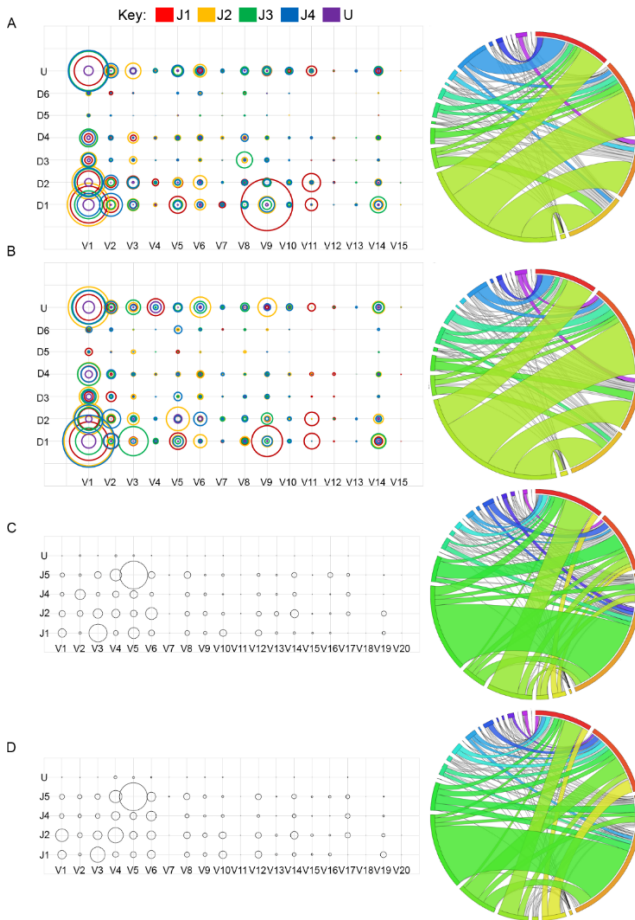 Key: J1 J2 J3 J4 U
A
U
D6
D5
D4
D3
D2
D1
V1 V2 V3 V4 V5 V6 V7 V8 V9 V10 V11 V12 V13 V14 V15
B
U
D6
D5
D4
D3
D2
D1
V1 V2 V3 V4 V5 V6 V7 V8 V9 V10 V11 V12 V13 V14 V15
C
U
J5
J4
J2
J1
V1 V2 V3 V4 V5 V6 V7 V8 V9 V10 V11 V12 V13 V14 V15 V16 V17 V18 V19 V20
D
U
J5
J4
J2
J1
V1 V2 V3 V4 V5 V6 V7 V8 V9 V10 V11 V12 V13 V14 V15 V16 V17 V18 V19 V20